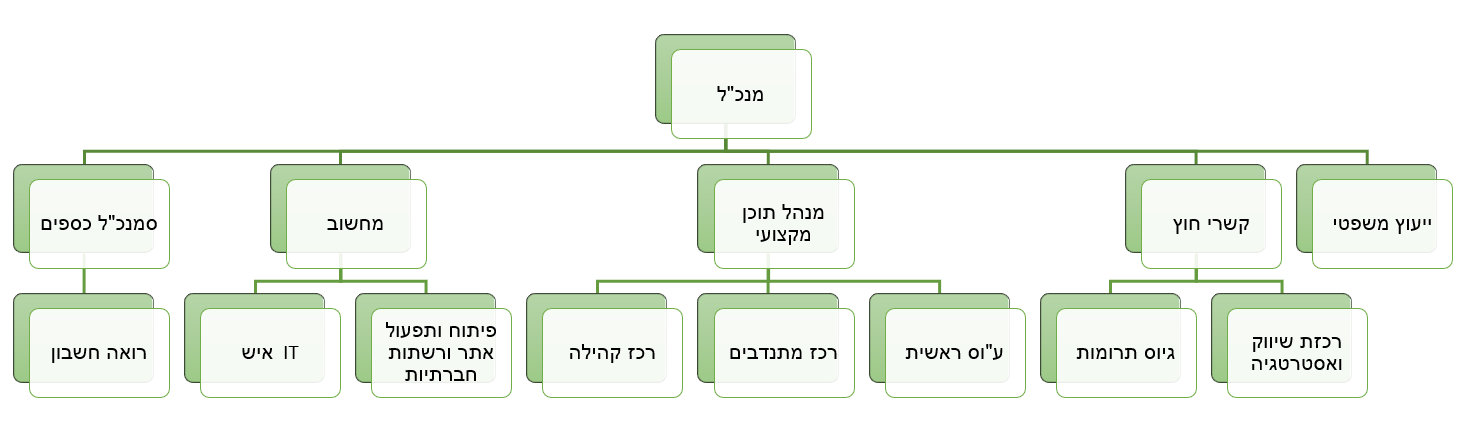 מנכ"ל
ייעוץ משפטי
קשרי חוץ
מנהל תוכן
מקצועי
מחשוב
סמנכ"ל כספים
רכזת שיווק
ואסטרטגיה
גיוס תרומות
ע"וס ראשית
רכז מתנדבים
רכז קהילה
פיתוח ותפעול
אתר ורשתות
חברתיות
איש IT
רואה חשבון